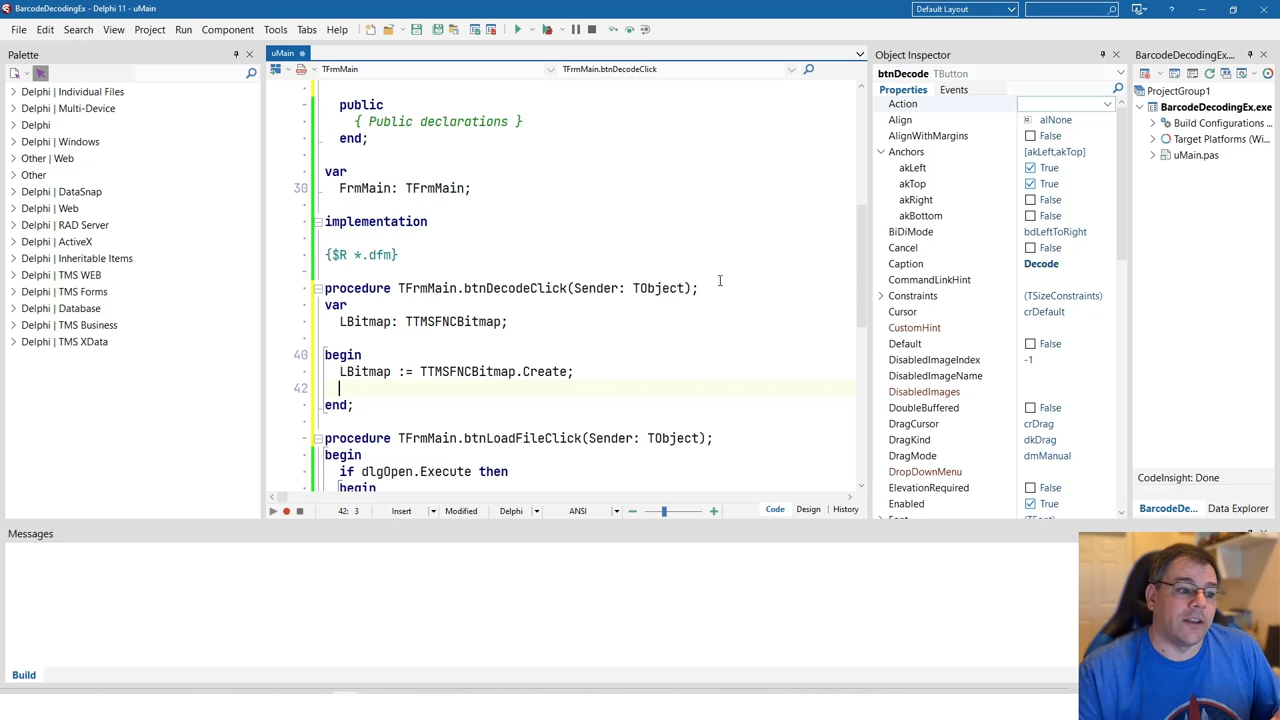 BarcodeDecodingEx - Delphi 11 - uMain
Default Layout
File Edit Search View Project Run Component Tools Tabs Help
Palette
uMain
Object Inspector
BarcodeDecodingEx....
TFrmMain
TFrmMain.btnDecodeClick
btnDecode TButton
Properties Events
ProjectGroup1
BarcodeDecodingEx.exe
Build Configurations ...
Target Platforms (Wi...
uMain.pas
Delphi | Individual Files
Delphi | Multi-Device
Delphi
Delphi | Windows
Other | Web
Other
Delphi | DataSnap
Delphi | Web
Delphi | RAD Server
Delphi | ActiveX
Delphi | Inheritable Items
Delphi | TMS WEB
Delphi | TMS Forms
Delphi | Database
Delphi | TMS Business
Delphi | TMS XData
public
{ Public declarations }
end;
var
30 FrmMain: TFrmMain;
implementation
{$R *.dfm}
procedure TFrmMain.btnDecodeClick(Sender: TObject);
var
LBitmap: TTMSFNCBitmap;
40 begin
LBitmap := TTMSFNCBitmap.Create;
42
end;
procedure TFrmMain.btnLoadFileClick(Sender: TObject);
begin
if dlgOpen.Execute then
begin
Action
Align alNone
AlignWithMargins False
Anchors [akLeft,akTop]
akLeft True
akTop True
akRight False
akBottom False
BiDiMode bdLeftToRight
Cancel False
Caption Decode
CommandLinkHint
Constraints (TSizeConstraints)
Cursor crDefault
CustomHint
Default False
DisabledImageIndex -1
DisabledImageName
DisabledImages
DoubleBuffered False
DragCursor crDrag
DragKind dkDrag
DragMode dmManual
DropDownMenu
ElevationRequired False
Enabled True
Font (TFont)
CodeInsight: Done
BarcodeDe... Data Explorer
42: 3 Insert Modified Delphi ANSI Code Design History
Messages
Build